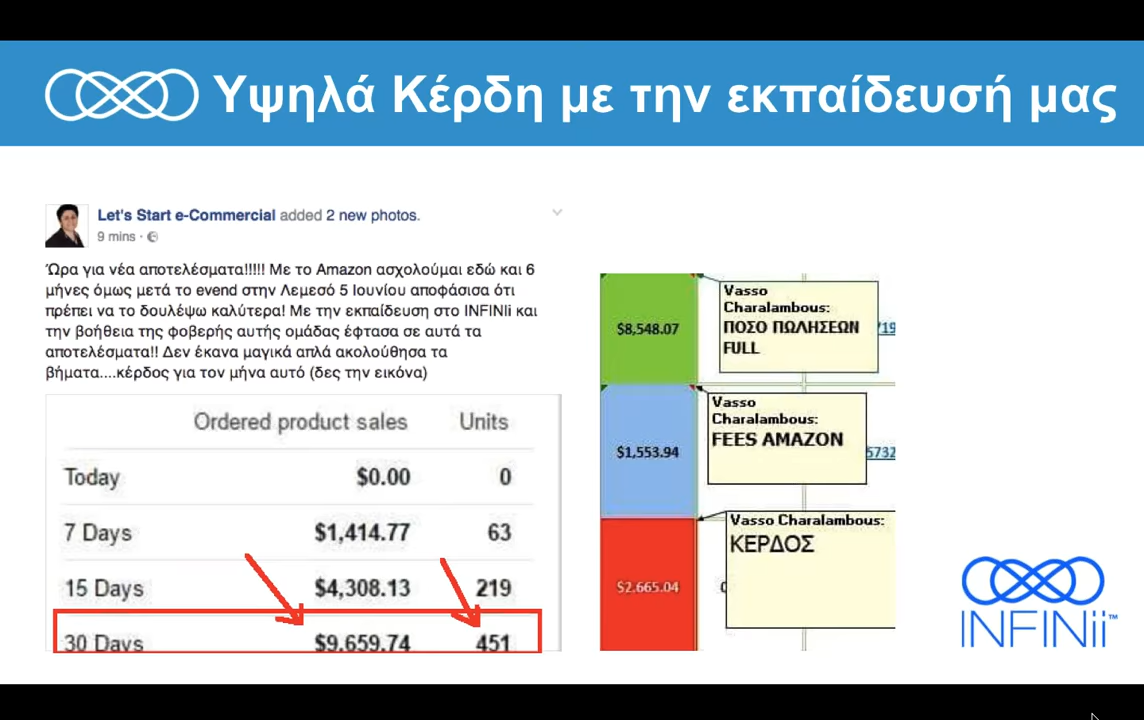 Υψηλά Κέρδη με την εκπαίδευσή μας
Let's Start e-Commercial added 2 new photos.
9 mins ·
Ώρα για νέα αποτελέσματα!!!!! Με το Amazon ασχολούμαι εδώ και 6
μήνες όμως μετά το evend στην Λεμεσό 5 Ιουνίου αποφάσισα ότι
πρέπει να το δουλέψω καλύτερα! Με την εκπαίδευση στο INFINIi και
την βοήθεια της φοβερής αυτής ομάδας έφτασα σε αυτά τα
αποτελέσματα!! Δεν έκανα μαγικά απλά ακολούθησα τα
βήματα....κέρδος για τον μήνα αυτό (δες την εικόνα)
Ordered product sales Units
Today $0.00 0
7 Days $1,414.77 63
15 Days $4,308.13 219
30 Days $9,659.74 451
$8,548.07
Vasso
Charalambous:
ΠΟΣΟ ΠΩΛΗΣΕΩΝ
FULL
$1,553.94
Vasso
Charalambous:
FEES AMAZON
5732
$2,665.04
Vasso Charalambous:
ΚΕΡΔΟΣ
INFINii™